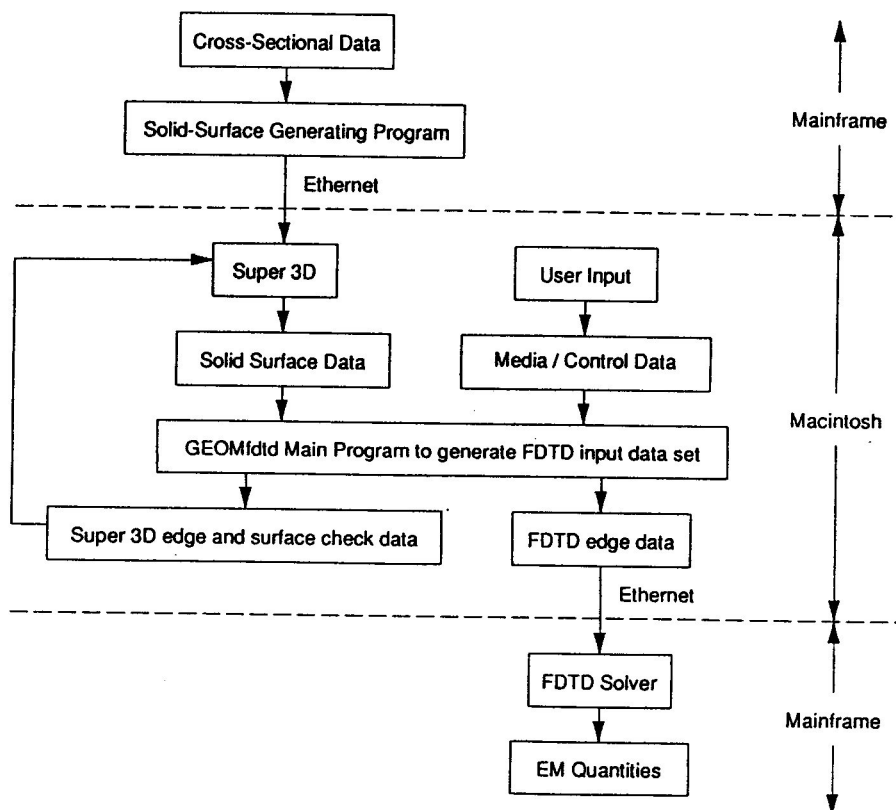 Cross-Sectional Data
Mainframe
Solid-Surface Generating Program
Ethernet
Super 3D
User Input
Solid Surface Data
Media / Control Data
Macintosh
GEOMfdtd Main Program to generate FDTD input data set
Super 3D edge and surface check data
FDTD edge data
Ethernet
FDTD Solver
Mainframe
EM Quantities